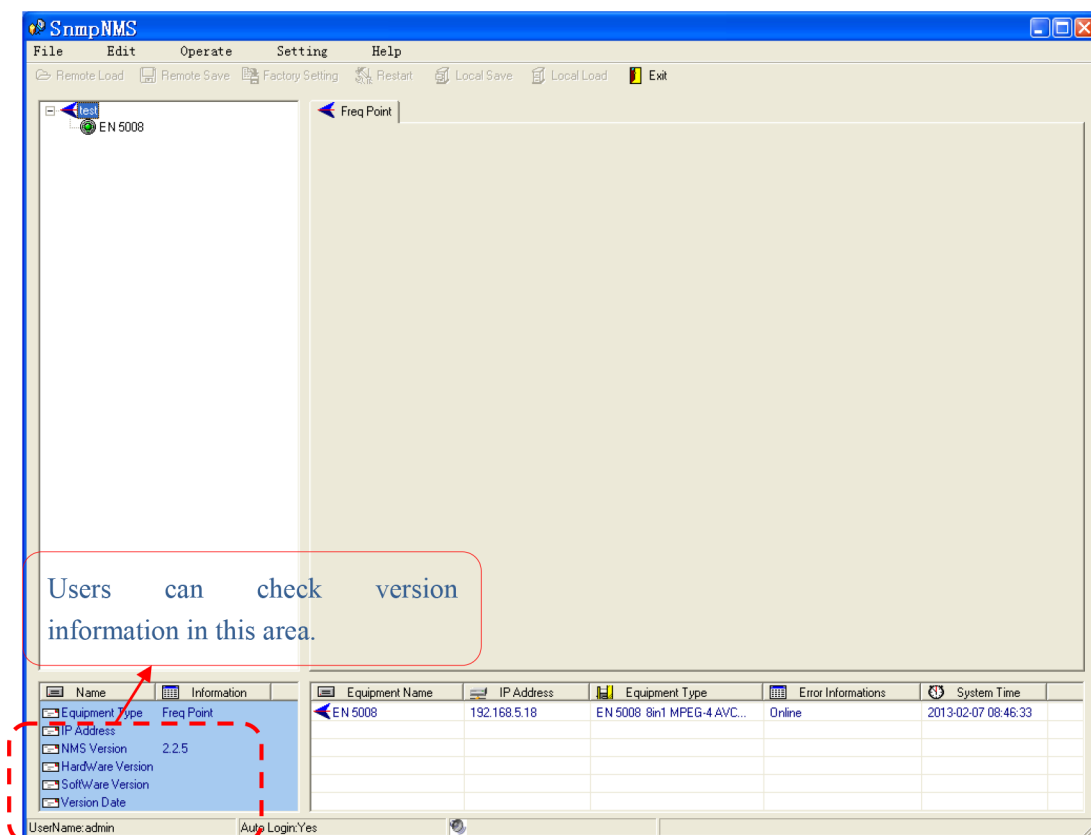 SnmpNMS
File Edit Operate Setting Help
Remote Load Remote Save Factory Setting Restart Local Save Local Load Exit
test
EN 5008
Freq Point
Users can check version
information in this area.
Name Information
Equipment Type Freq Point
IP Address
NMS Version 2.2.5
HardWare Version
SoftWare Version
Version Date
Equipment Name IP Address Equipment Type Error Informations System Time
EN 5008 192.168.5.18 EN 5008 8in1 MPEG-4 AVC... Online 2013-02-07 08:46:33
UserName:admin Auto Login:Yes